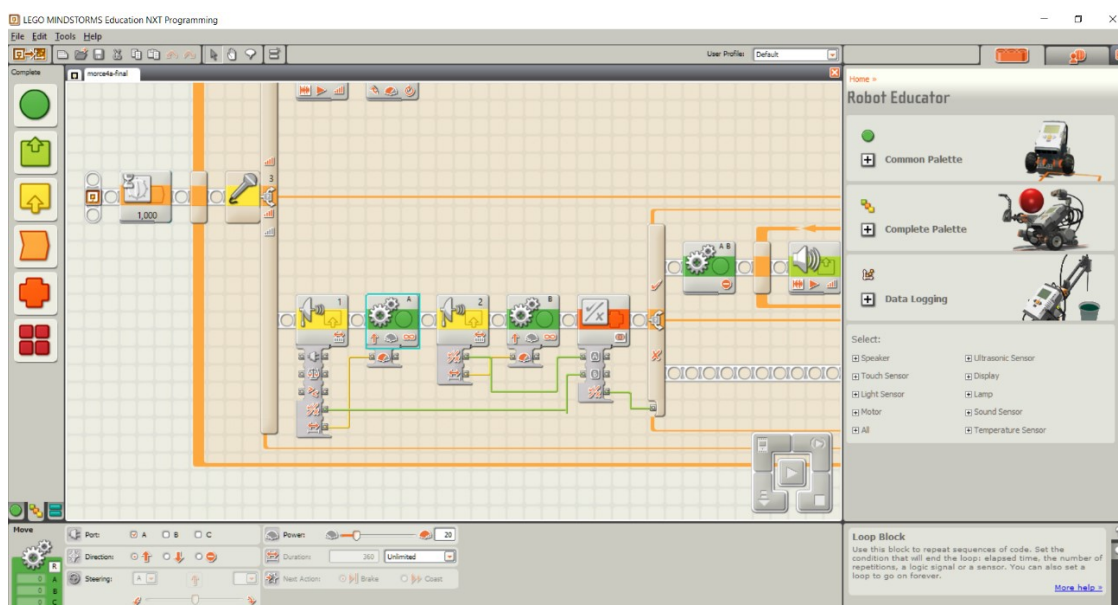 LEGO MINDSTORMS Education NXT Programming
File Edit Tools Help
User Profile: Default
Complete
morce4a-final
1,000
3
1
A
2
B
A B
Home »
Robot Educator
Common Palette
Complete Palette
Data Logging
Select:
Speaker
Ultrasonic Sensor
Touch Sensor
Display
Light Sensor
Lamp
Motor
Sound Sensor
All
Temperature Sensor
Move
Port: A B C
Power: 20
Direction:
Duration: 360 Unlimited
Steering: A
Next Action: Brake Coast
R
0 A
0 B
0 C
Loop Block
Use this block to repeat sequences of code. Set the
condition that will end the loop: elapsed time, the number of
repetitions, a logic signal or a sensor. You can also set a
loop to go on forever.
More help »